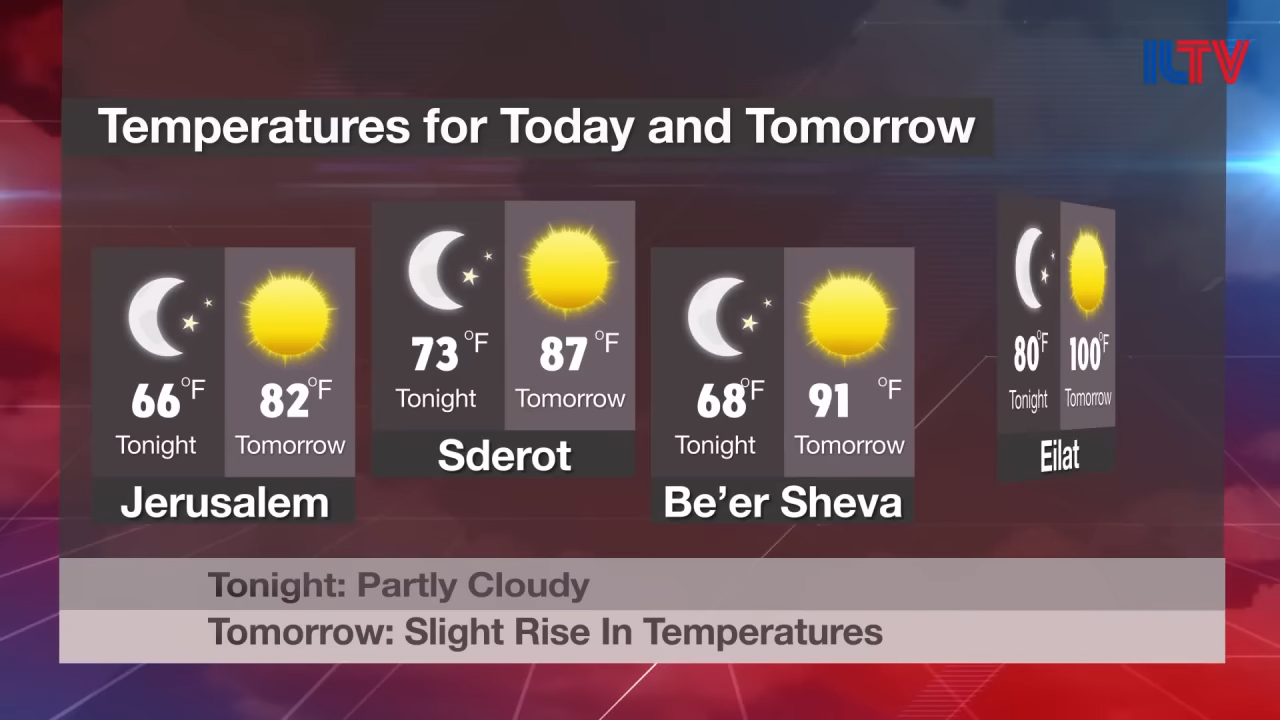 ILTV
Temperatures for Today and Tomorrow
66°F
Tonight
82°F
Tomorrow
Jerusalem
73°F
Tonight
87°F
Tomorrow
Sderot
68°F
Tonight
91°F
Tomorrow
Be’er Sheva
80°F
Tonight
100°F
Tomorrow
Eilat
Tonight: Partly Cloudy
Tomorrow: Slight Rise In Temperatures